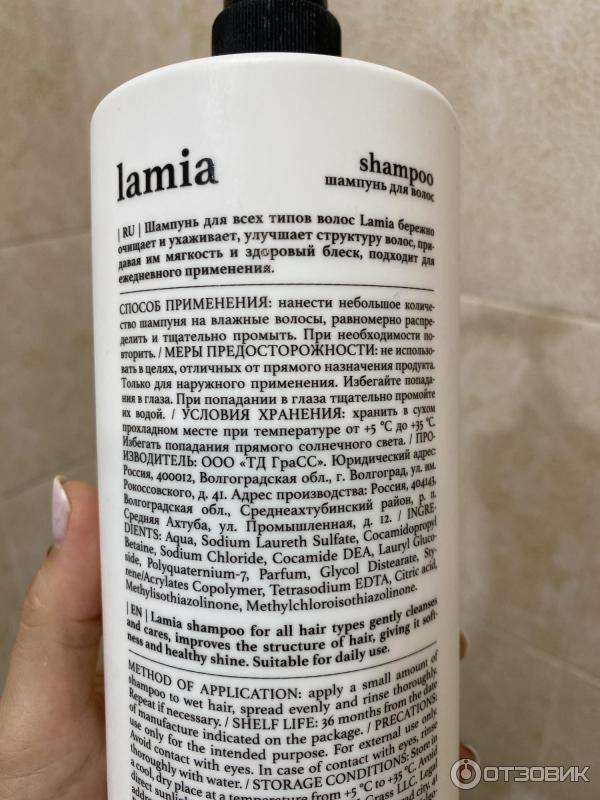 lamia
shampoo
шампунь для волос
| RU | Шампунь для всех типов волос Lamia бережно
очищает и ухаживает, улучшает структуру волос, при-
давая им мягкость и здоровый блеск, подходит для
ежедневного применения.
СПОСОБ ПРИМЕНЕНИЯ: нанести небольшое количе-
ство шампуня на влажные волосы, равномерно распре-
делить и тщательно промыть. При необходимости по-
вторить. / МЕРЫ ПРЕДОСТОРОЖНОСТИ: не использо-
вать в целях, отличных от прямого назначения продукта.
Только для наружного применения. Избегайте попада-
ния в глаза. При попадании в глаза тщательно промойте
их водой. / УСЛОВИЯ ХРАНЕНИЯ: хранить в сухом
прохладном месте при температуре от +5 °C до +35 °C.
Избегать попадания прямого солнечного света. / ПРО-
ИЗВОДИТЕЛЬ: ООО «ТД ГраСС». Юридический адрес:
Россия, 400012, Волгоградская обл., г. Волгоград, ул. им.
Рокоссовского, д. 41. Адрес производства: Россия, 404143,
Волгоградская обл., Среднеахтубинский район, р. п.
Средняя Ахтуба, ул. Промышленная, д. 12. / INGRE-
DIENTS: Aqua, Sodium Laureth Sulfate, Cocamidopropyl
Betaine, Sodium Chloride, Cocamide DEA, Lauryl Gluco-
side, Polyquaternium-7, Parfum, Glycol Distearate, Sty-
rene/Acrylates Copolymer, Tetrasodium EDTA, Citric acid,
Methylisothiazolinone, Methylchloroisothiazolinone.
| EN | Lamia shampoo for all hair types gently cleanses
and cares, improves the structure of hair, giving it soft-
ness and healthy shine. Suitable for daily use.
METHOD OF APPLICATION: apply a small amount of
shampoo to wet hair, spread evenly and rinse thoroughly.
Repeat if necessary. / SHELF LIFE: 36 months from the date
of manufacture indicated on the package. / PRECAUTIONS:
use only for the intended purpose. For external use only.
Avoid contact with eyes. In case of contact with eyes, rinse
thoroughly with water. / STORAGE CONDITIONS: Store in
a cool, dry place at a temperature from +5 °C to +35 °C. Avoid
direct sunlight. Grass LLC. Legal
ОТЗОВИК